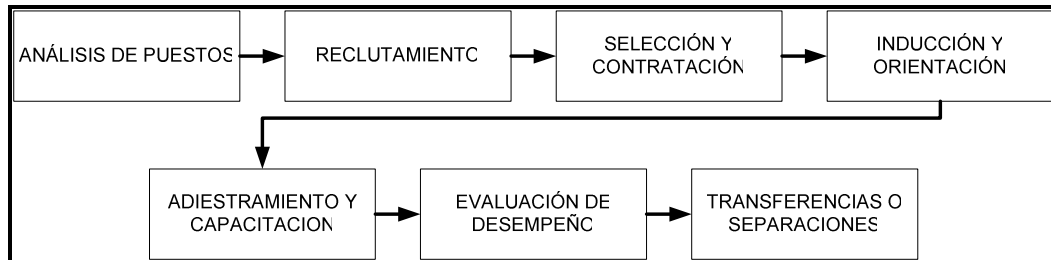 ANÁLISIS DE PUESTOS
RECLUTAMIENTO
SELECCIÓN Y
CONTRATACIÓN
INDUCCIÓN Y
ORIENTACIÓN
ADIESTRAMIENTO Y
CAPACITACION
EVALUACIÓN DE
DESEMPEÑO
TRANSFERENCIAS O
SEPARACIONES